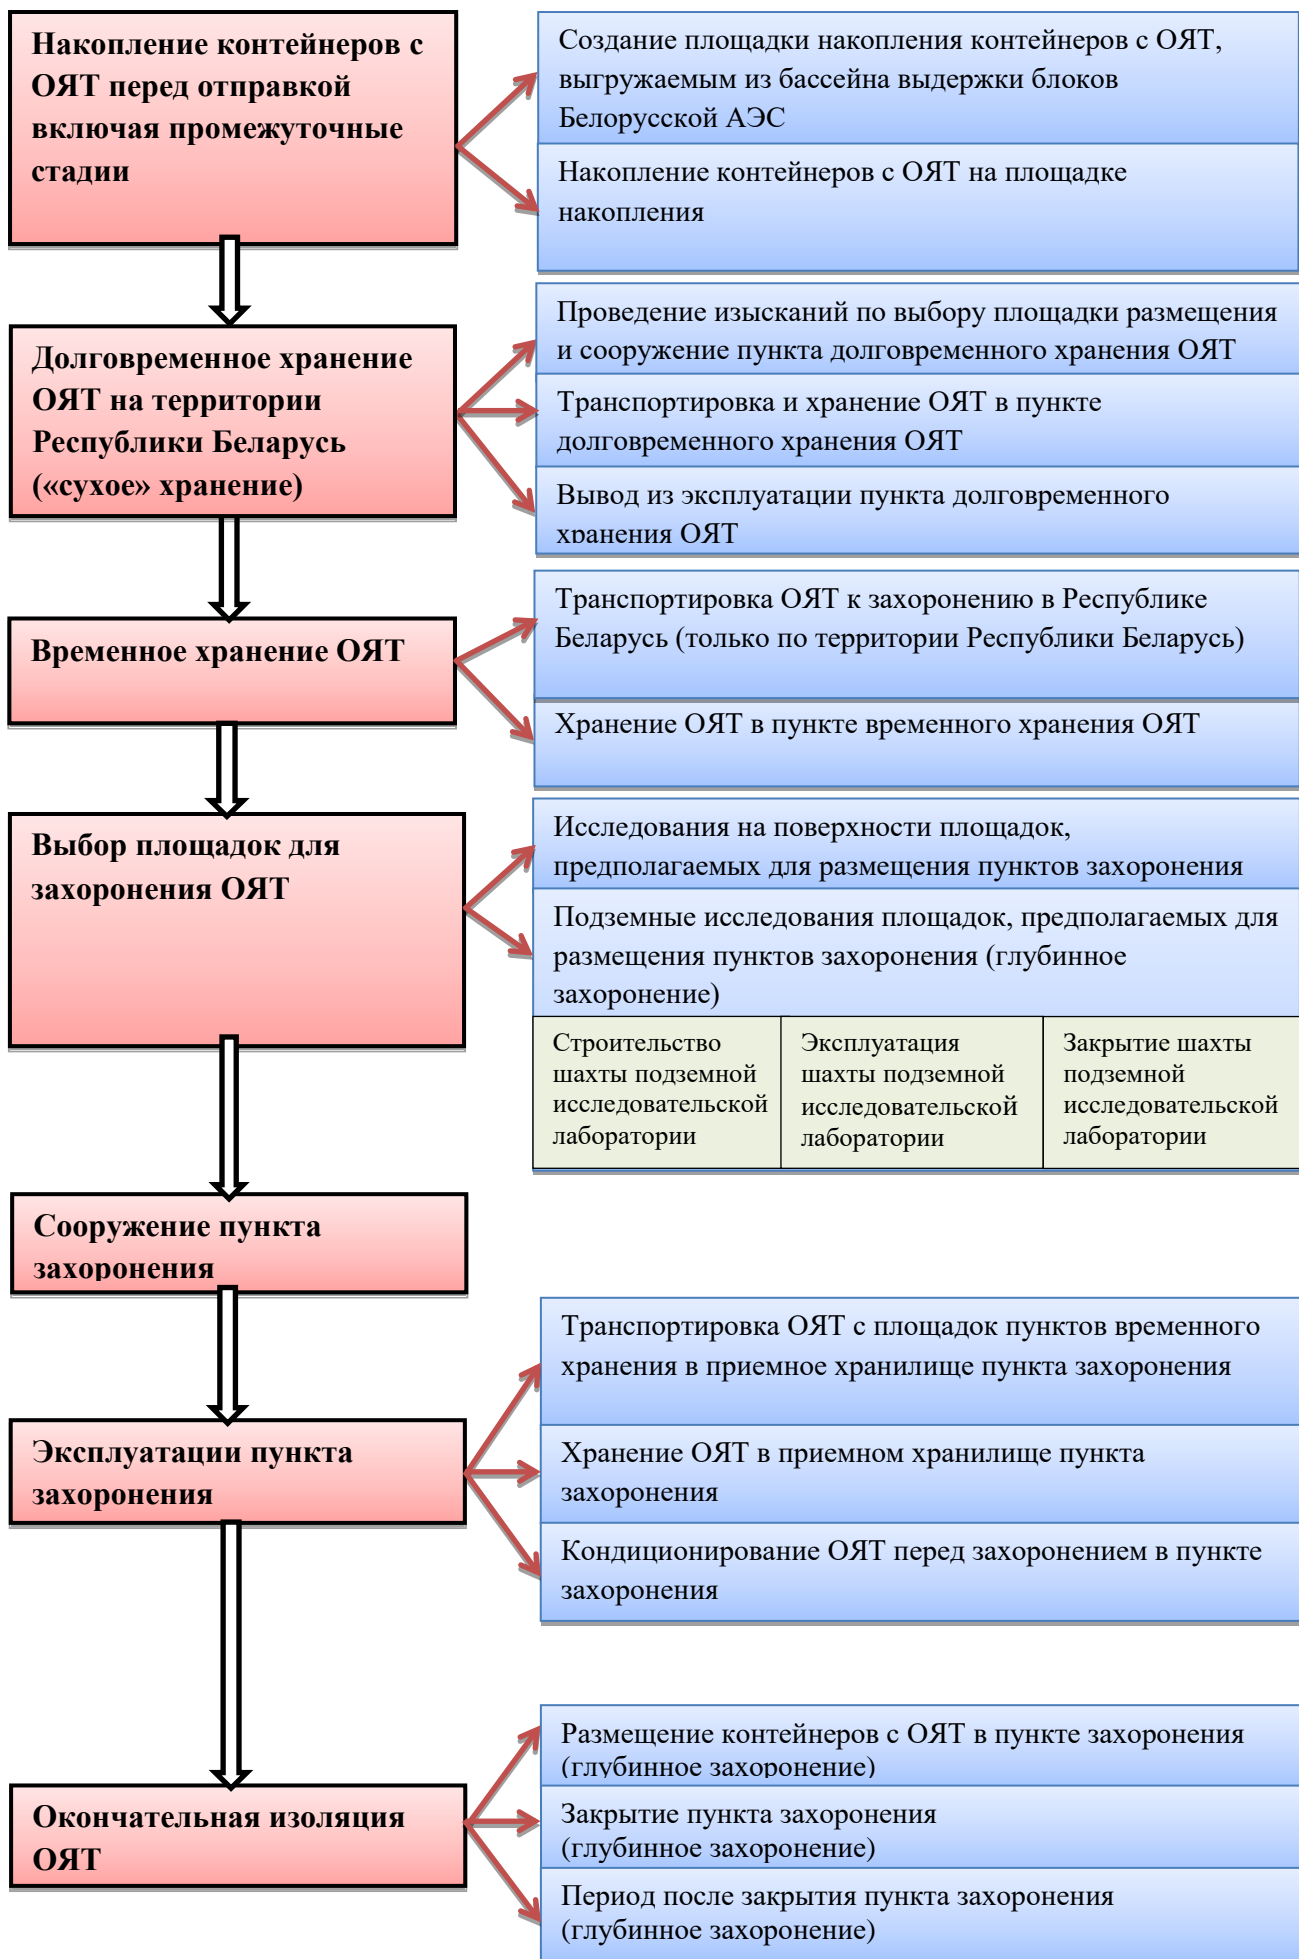 Накопление контейнеров с
ОЯТ перед отправкой
включая промежуточные
стадии
Создание площадки накопления контейнеров с ОЯТ,
выгружаемым из бассейна выдержки блоков
Белорусской АЭС
Накопление контейнеров с ОЯТ на площадке
накопления
Долговременное хранение
ОЯТ на территории
Республики Беларусь
(«сухое» хранение)
Проведение изысканий по выбору площадки размещения
и сооружение пункта долговременного хранения ОЯТ
Транспортировка и хранение ОЯТ в пункте
долговременного хранения ОЯТ
Вывод из эксплуатации пункта долговременного
хранения ОЯТ
Временное хранение ОЯТ
Транспортировка ОЯТ к захоронению в Республике
Беларусь (только по территории Республики Беларусь)
Хранение ОЯТ в пункте временного хранения ОЯТ
Выбор площадок для
захоронения ОЯТ
Исследования на поверхности площадок,
предполагаемых для размещения пунктов захоронения
Подземные исследования площадок, предполагаемых для
размещения пунктов захоронения (глубинное
захоронение)
Строительство
шахты подземной
исследовательской
лаборатории
Эксплуатация
шахты подземной
исследовательской
лаборатории
Закрытие шахты
подземной
исследовательской
лаборатории
Сооружение пункта
захоронения
Транспортировка ОЯТ с площадок пунктов временного
хранения в приемное хранилище пункта захоронения
Эксплуатации пункта
захоронения
Хранение ОЯТ в приемном хранилище пункта
захоронения
Кондиционирование ОЯТ перед захоронением в пункте
захоронения
Окончательная изоляция
ОЯТ
Размещение контейнеров с ОЯТ в пункте захоронения
(глубинное захоронение)
Закрытие пункта захоронения
(глубинное захоронение)
Период после закрытия пункта захоронения
(глубинное захоронение)